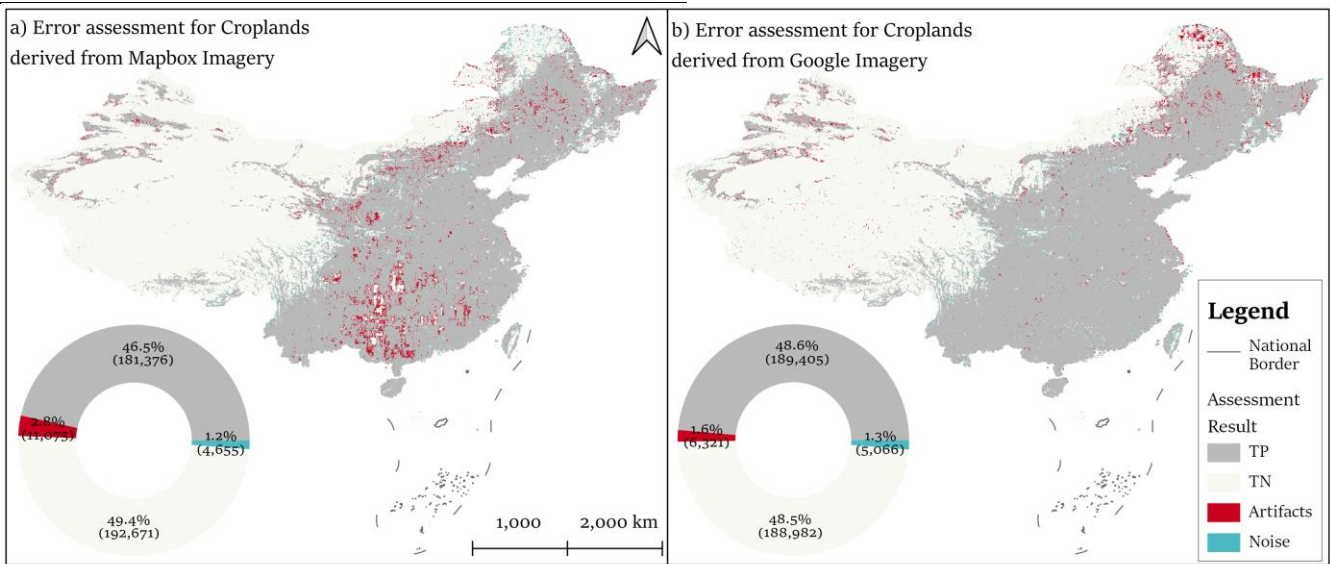 a) Error assessment for Croplands
derived from Mapbox Imagery
46.5%
(181,376)
2.8%
(11,075)
1.2%
(4,655)
49.4%
(192,671)
1,000
2,000 km
b) Error assessment for Croplands
derived from Google Imagery
48.6%
(189,405)
1.6%
(6,321)
1.3%
(5,066)
48.5%
(188,982)
Legend
National
Border
Assessment
Result
TP
TN
Artifacts
Noise